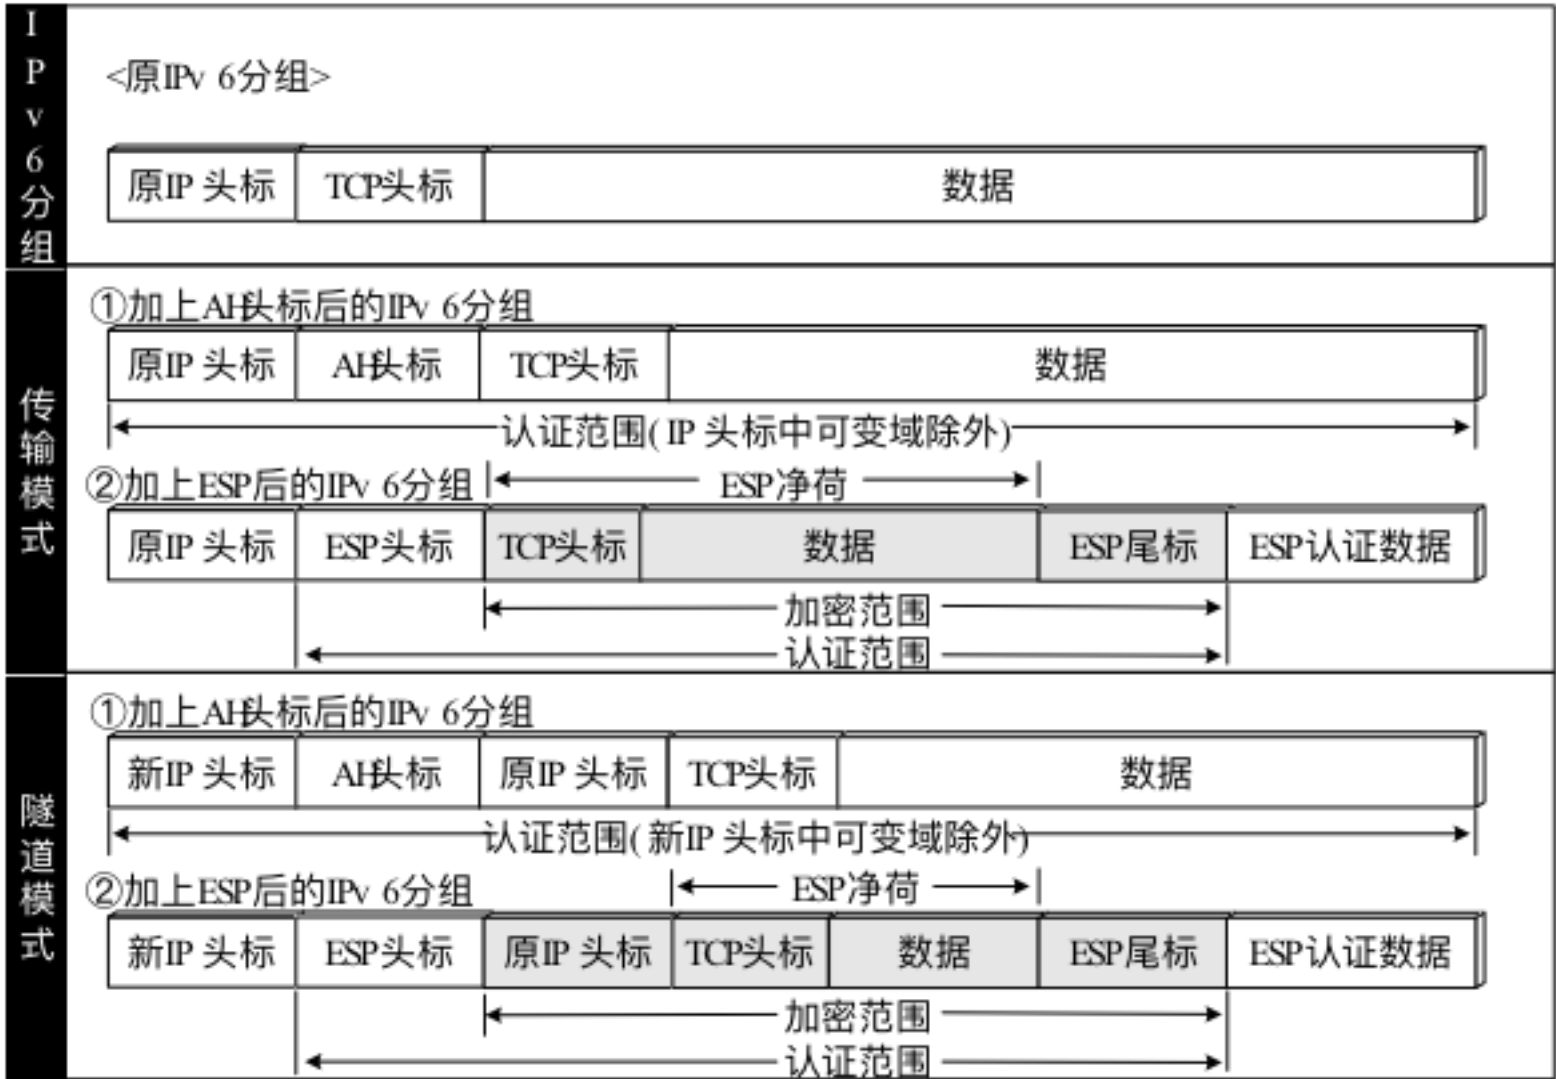 IPv6分组
<原IPv 6分组>
原IP 头标 TCP头标 数据
传输模式
①加上AH头标后的IPv 6分组
原IP 头标 AH头标 TCP头标 数据
认证范围( IP 头标中可变域除外)
②加上ESP后的IPv 6分组 ESP净荷
原IP 头标 ESP头标 TCP头标 数据 ESP尾标 ESP认证数据
加密范围
认证范围
隧道模式
①加上AH头标后的IPv 6分组
新IP 头标 AH头标 原IP 头标 TCP头标 数据
认证范围( 新IP 头标中可变域除外)
②加上ESP后的IPv 6分组 ESP净荷
新IP 头标 ESP头标 原IP 头标 TCP头标 数据 ESP尾标 ESP认证数据
加密范围
认证范围